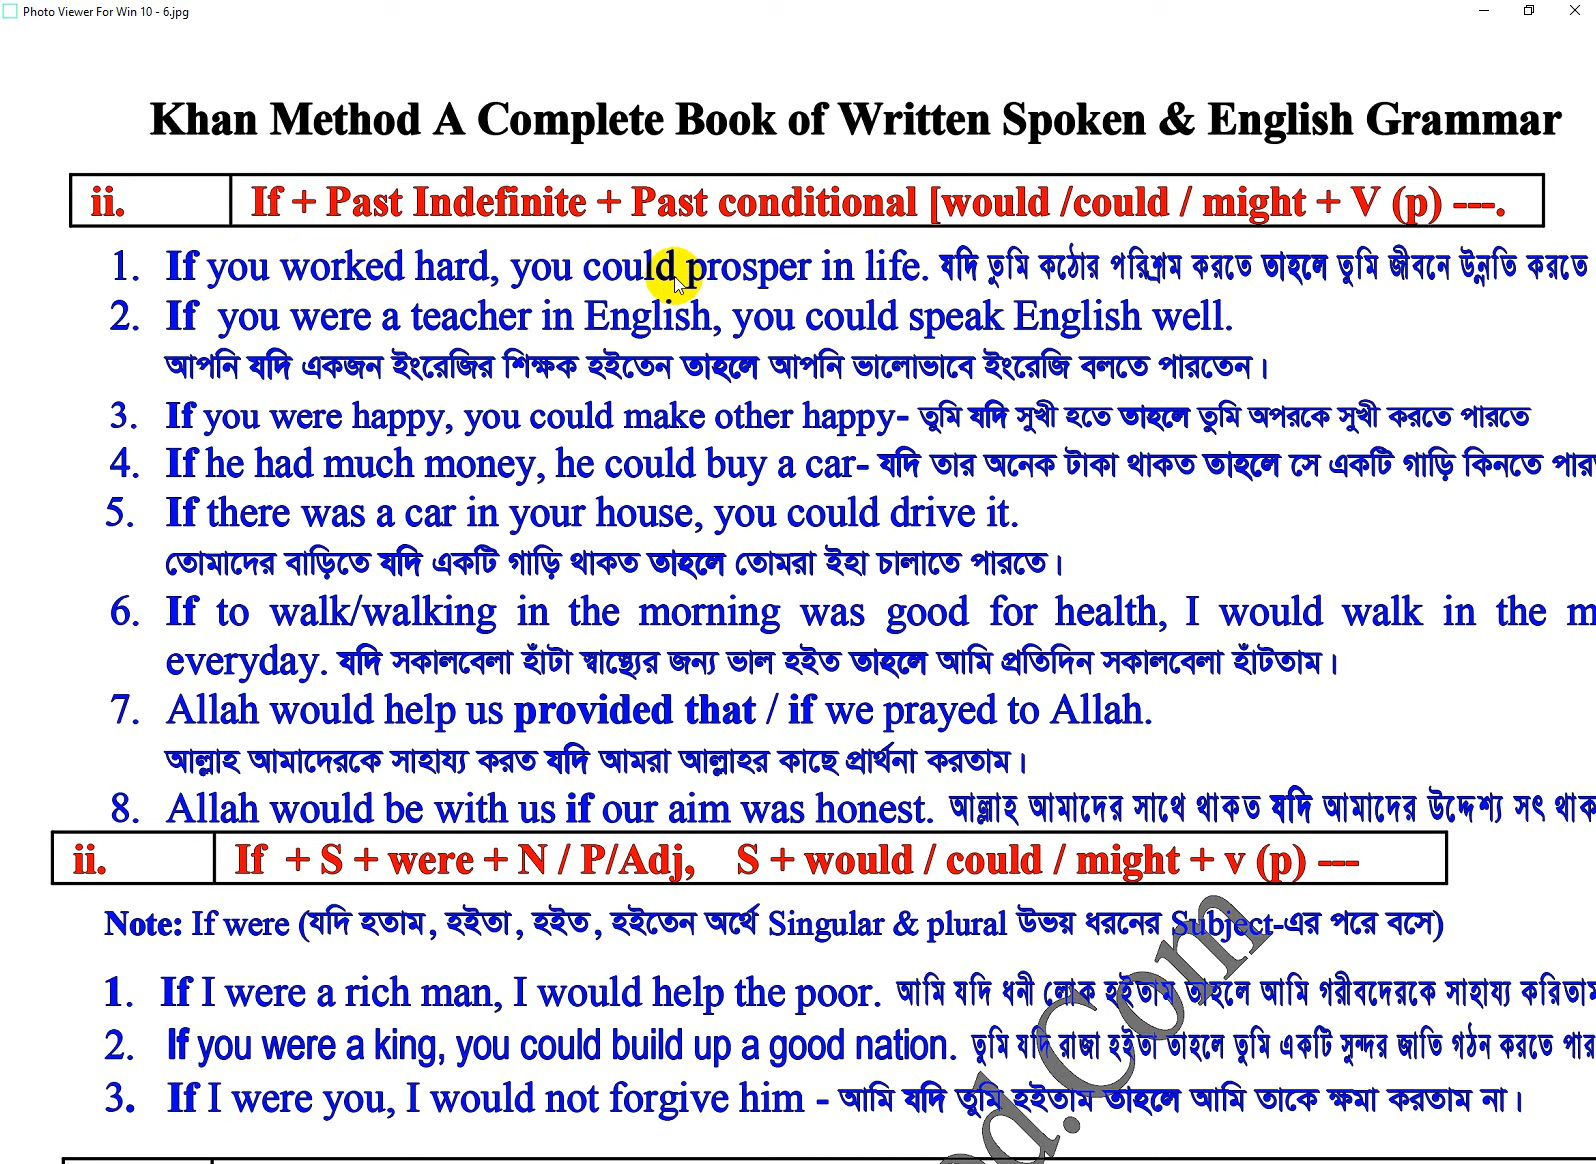 Photo Viewer For Win 10 - 6.jpg
Khan Method A Complete Book of Written Spoken & English Grammar
ii. If + Past Indefinite + Past conditional [would /could / might + V (p) ---.
1. If you worked hard, you could prosper in life. যদি তুমি কঠোর পরিশ্রম করতে তাহলে তুমি জীবনে উন্নতি করতে
2. If you were a teacher in English, you could speak English well.
আপনি যদি একজন ইংরেজির শিক্ষক হইতেন তাহলে আপনি ভালোভাবে ইংরেজি বলতে পারতেন।
3. If you were happy, you could make other happy- তুমি যদি সুখী হতে তাহলে তুমি অপরকে সুখী করতে পারতে
4. If he had much money, he could buy a car- যদি তার অনেক টাকা থাকত তাহলে সে একটি গাড়ি কিনতে
5. If there was a car in your house, you could drive it.
তোমাদের বাড়িতে যদি একটি গাড়ি থাকত তাহলে তোমরা ইহা চালাতে পারতে।
6. If to walk/walking in the morning was good for health, I would walk in the
everyday. যদি সকালবেলা হাঁটা স্বাস্থ্যের জন্য ভাল হইত তাহলে আমি প্রতিদিন সকালবেলা হাঁটতাম।
7. Allah would help us provided that / if we prayed to Allah.
আল্লাহ আমাদেরকে সাহায্য করত যদি আমরা আল্লাহর কাছে প্রার্থনা করতাম।
8. Allah would be with us if our aim was honest. আল্লাহ আমাদের সাথে থাকত যদি আমাদের উদ্দেশ্য সৎ
ii. If + S + were + N / P/Adj, S + would / could / might + v (p) ---
Note: If were (যদি হতাম, হইতা, হইত, হইতেন অর্থে Singular & plural উভয় ধরনের Subject-এর পরে বসে)
1. If I were a rich man, I would help the poor. আমি যদি ধনী লোক হইতাম তাহলে আমি গরীবদেরকে সাহায্য করিতাম
2. If you were a king, you could build up a good nation. তুমি যদি রাজা হইতা তাহলে তুমি একটি সুন্দর জাতি গঠন করতে
3. If I were you, I would not forgive him - আমি যদি তুমি হইতাম তাহলে আমি তাকে ক্ষমা করতাম না।